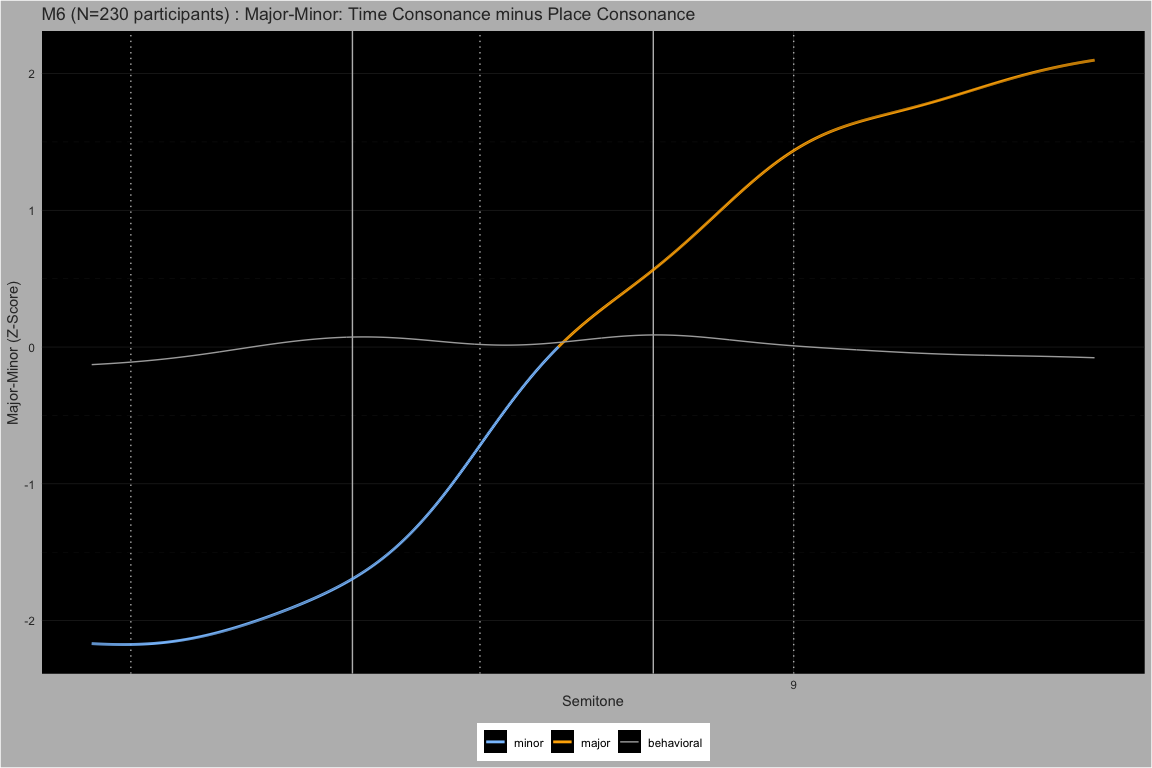 M6 (N=230 participants) : Major-Minor: Time Consonance minus Place Consonance
Major-Minor (Z-Score)
2
1
0
-1
-2
9
Semitone
minor major behavioral